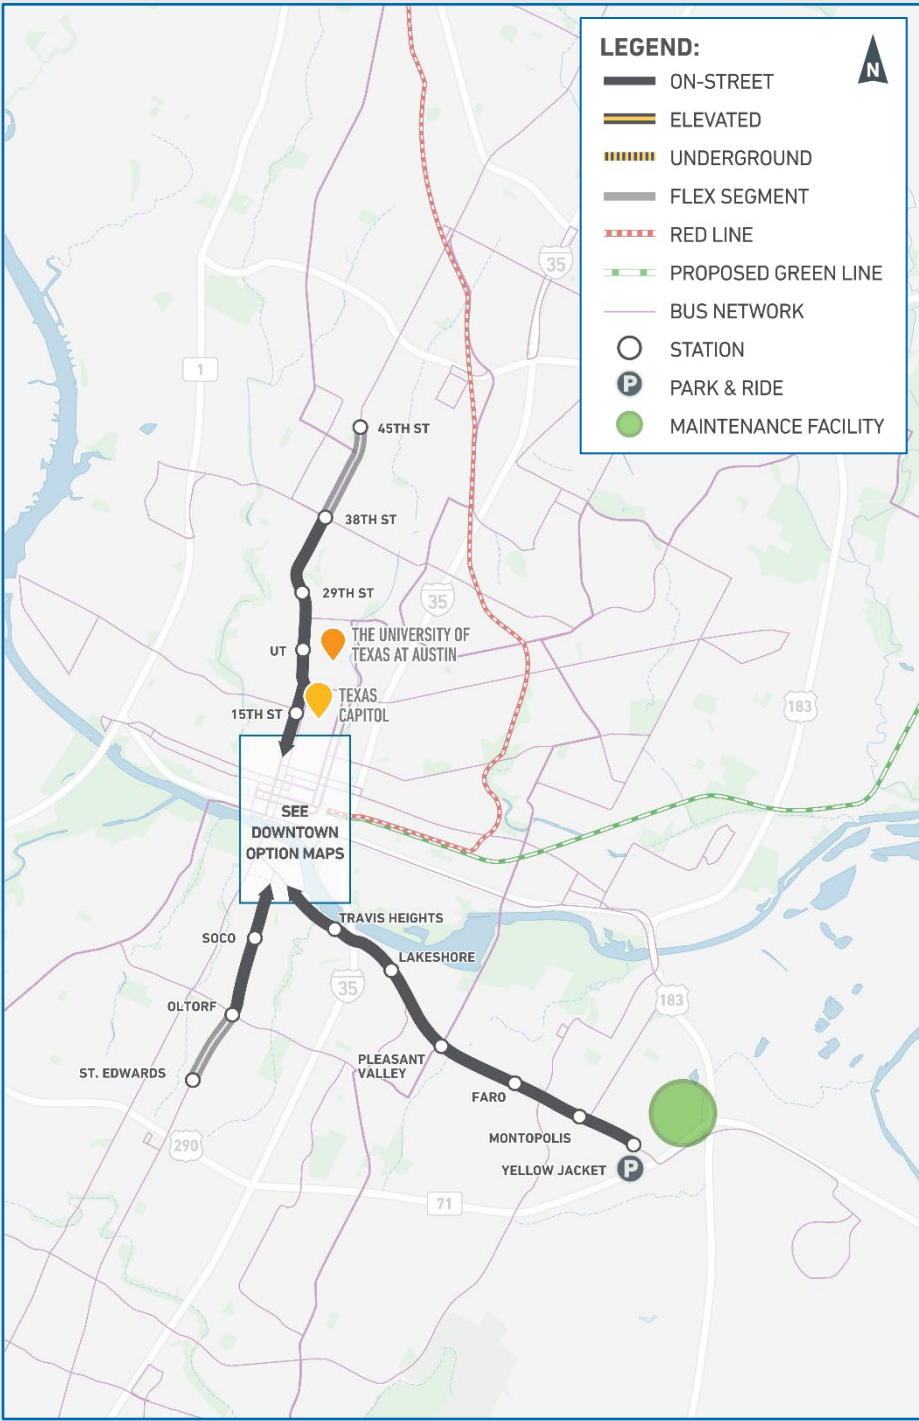 LEGEND:
N
ON-STREET
ELEVATED
UNDERGROUND
FLEX SEGMENT
RED LINE
PROPOSED GREEN LINE
BUS NETWORK
STATION
P
PARK & RIDE
MAINTENANCE FACILITY
35
1
45TH ST
38TH ST
29TH ST
35
UT
THE UNIVERSITY OF
TEXAS AT AUSTIN
TEXAS
CAPITOL
15TH ST
183
SEE
DOWNTOWN
OPTION MAPS
TRAVIS HEIGHTS
SOCO
LAKESHORE
35
183
OLTORF
PLEASANT
VALLEY
ST. EDWARDS
FARO
MONTOPOLIS
290
YELLOW JACKET
P
71